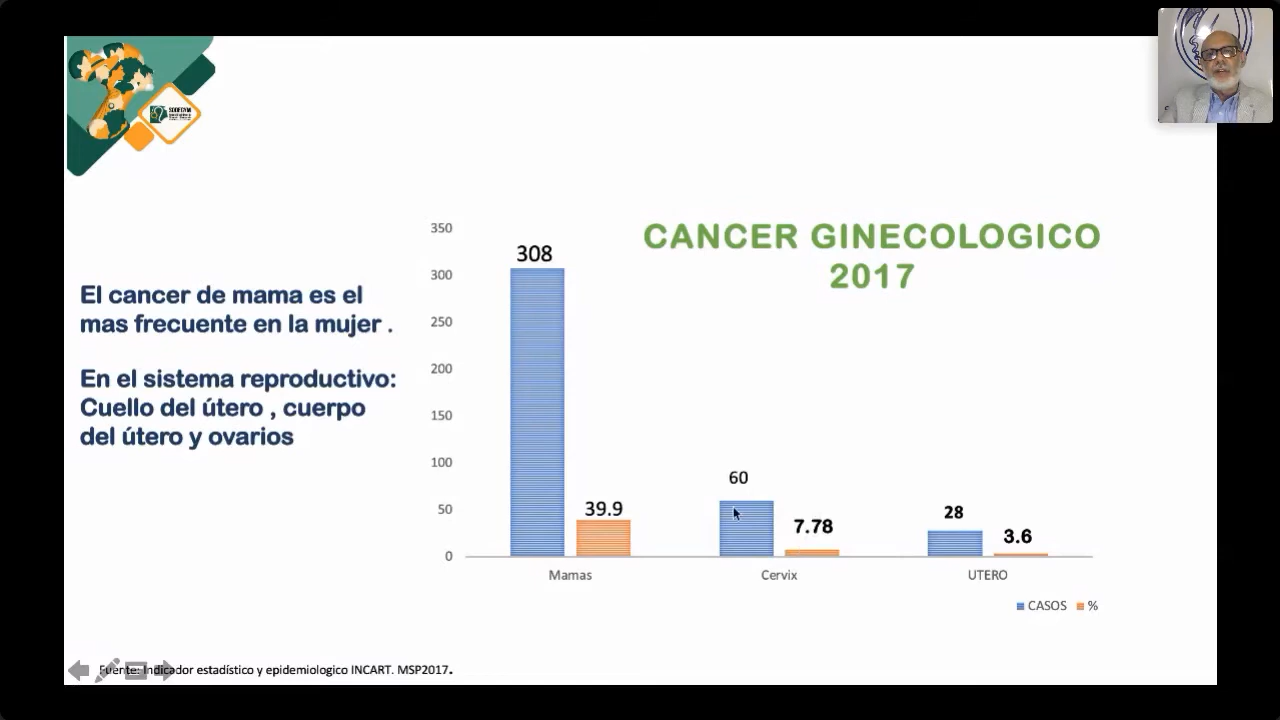 SODEGYM
CANCER GINECOLOGICO
2017
El cancer de mama es el
mas frecuente en la mujer .
En el sistema reproductivo:
Cuello del útero , cuerpo
del útero y ovarios
350
300
250
200
150
100
50
0
308
39.9
60
7.78
28
3.6
Mamas
Cervix
UTERO
CASOS %
Fuente: Indicador estadístico y epidemiologico INCART. MSP2017.